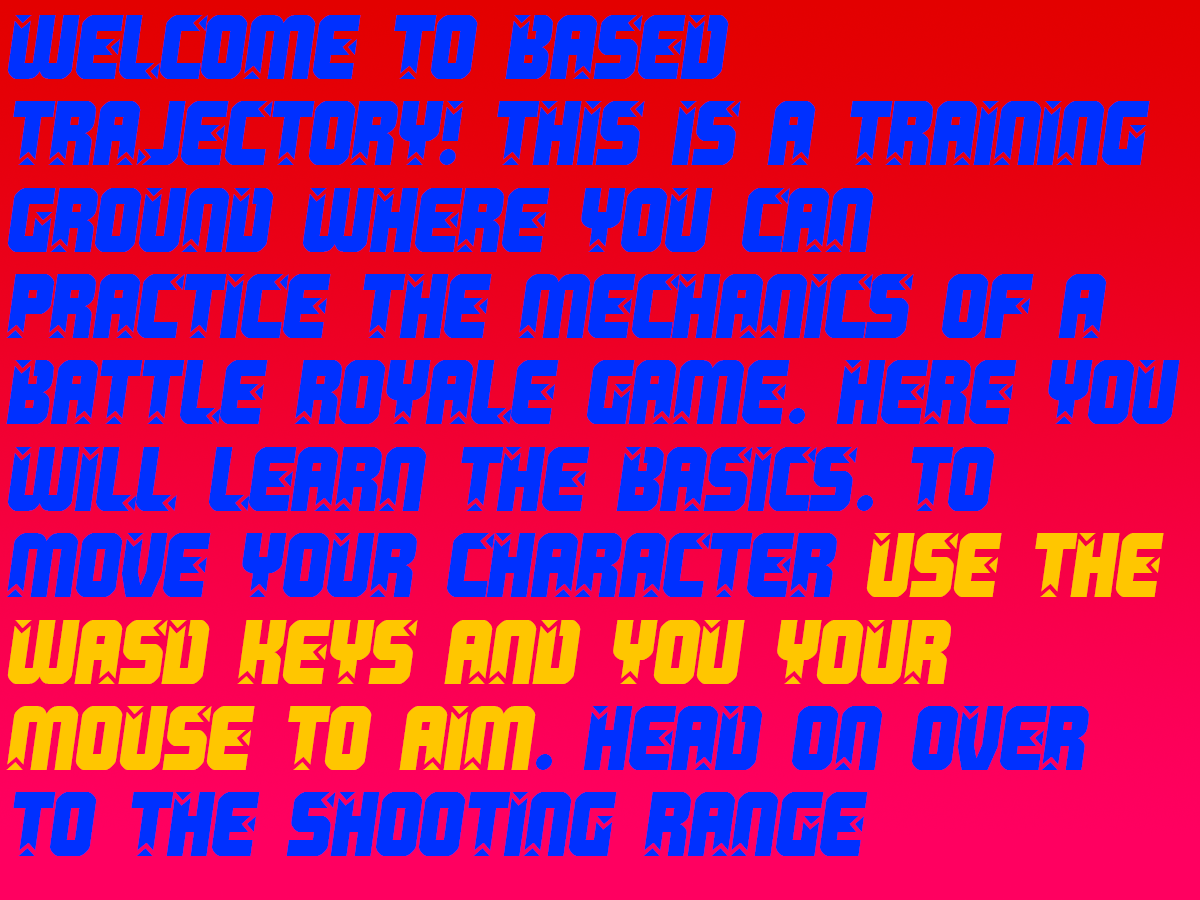 WELCOME TO BASED
TRAJECTORY! THIS IS A TRAINING
GROUND WHERE YOU CAN
PRACTICE THE MECHANICS OF A
BATTLE ROYALE GAME. HERE YOU
WILL LEARN THE BASICS. TO
MOVE YOUR CHARACTER USE THE
WASD KEYS AND YOU YOUR
MOUSE TO AIM. HEAD ON OVER
TO THE SHOOTING RANGE